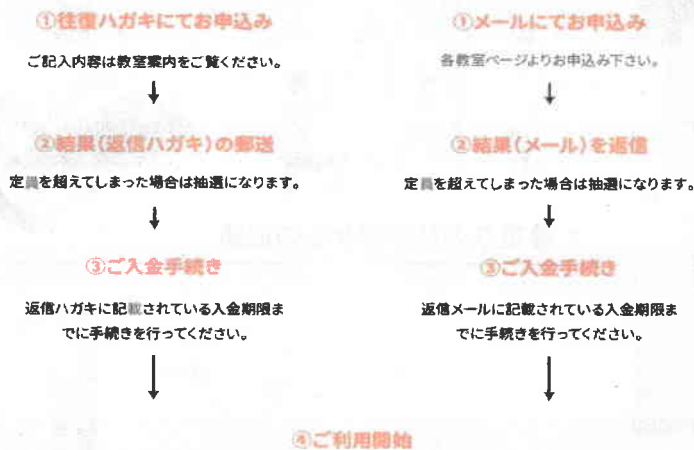 ①往復ハガキにてお申込み
ご記入内容は教室案内をご覧ください。
②結果(返信ハガキ)の郵送
定員を超えてしまった場合は抽選になります。
③ご入金手続き
返信ハガキに記載されている入金期限ま
でに手続きを行ってください。
①メールにてお申込み
各教室ページよりお申込み下さい。
②結果(メール)を返信
定員を超えてしまった場合は抽選になります。
③ご入金手続き
返信メールに記載されている入金期限ま
でに手続きを行ってください。
④ご利用開始